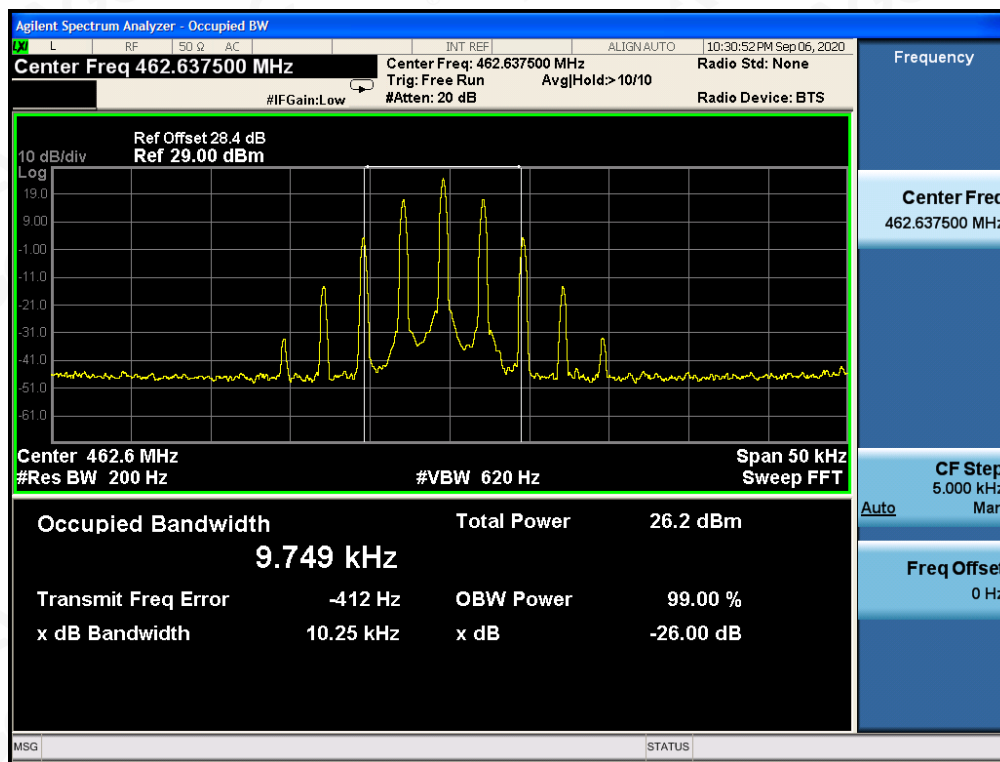 Agilent Spectrum Analyzer - Occupied BW
LXI L RF 50 Ω AC INT REF ALIGN AUTO 10:30:52 PM Sep 06, 2020
Center Freq 462.637500 MHz
Center Freq: 462.637500 MHz
Radio Std: None
Trig: Free Run Avg|Hold:> 10/10
#IFGain:Low
#Atten: 20 dB
Radio Device: BTS
Ref Offset 28.4 dB
10 dB/div Ref 29.00 dBm
Log
19.0
9.00
-1.00
-11.0
-21.0
-31.0
-41.0
-51.0
-61.0
Center 462.6 MHz Span 50 kHz
#Res BW 200 Hz #VBW 620 Hz Sweep FFT
Occupied Bandwidth Total Power 26.2 dBm
9.749 kHz
Transmit Freq Error -412 Hz OBW Power 99.00 %
x dB Bandwidth 10.25 kHz x dB -26.00 dB
MSG STATUS
Frequency
Center Freq
462.637500 MHz
CF Step
5.000 kHz
Auto Man
Freq Offset
0 Hz